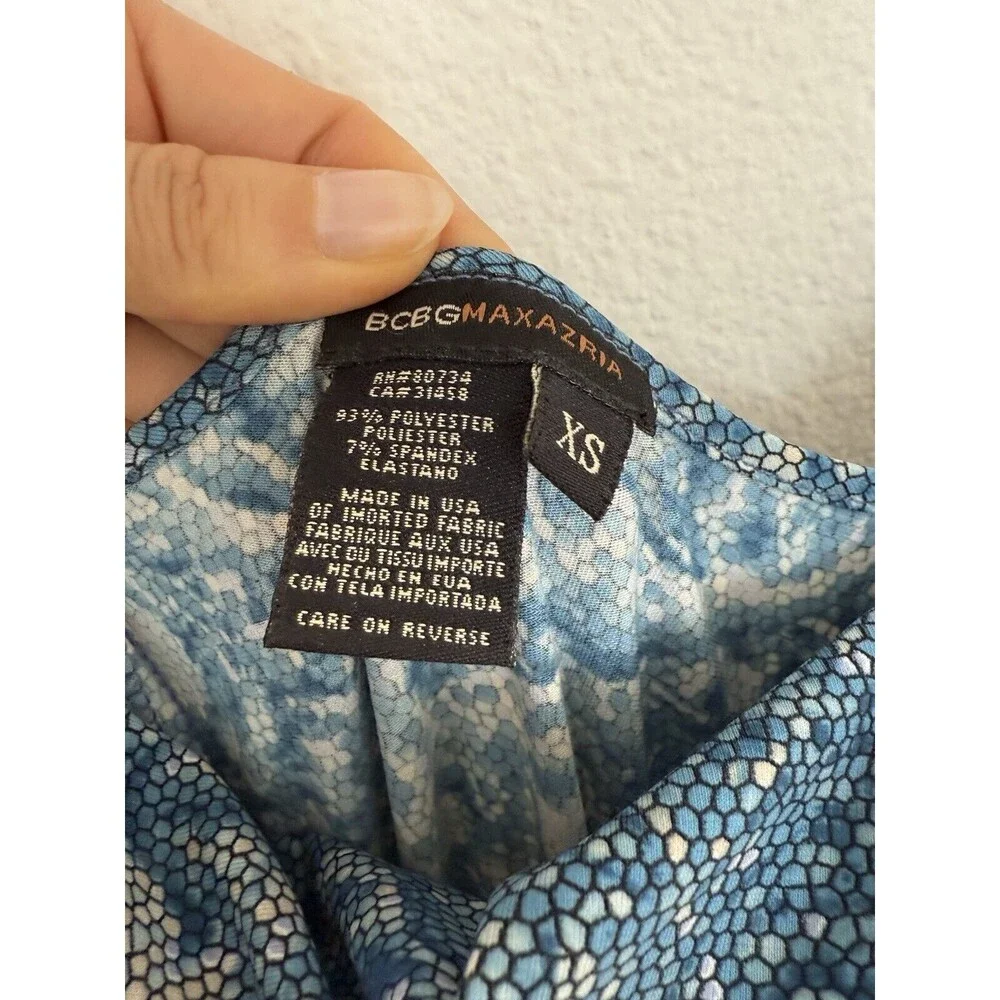 BCBGMAXAZRIA
RN#80734
CA#31458
93% POLYESTER
POLIESTER
7% SPANDEX
ELASTANO
MADE IN USA
OF IMORTED FABRIC
FABRIQUE AUX USA
AVEC DU TISSU IMPORTE
HECHO EN EUA
CON TELA IMPORTADA
CARE ON REVERSE
XS